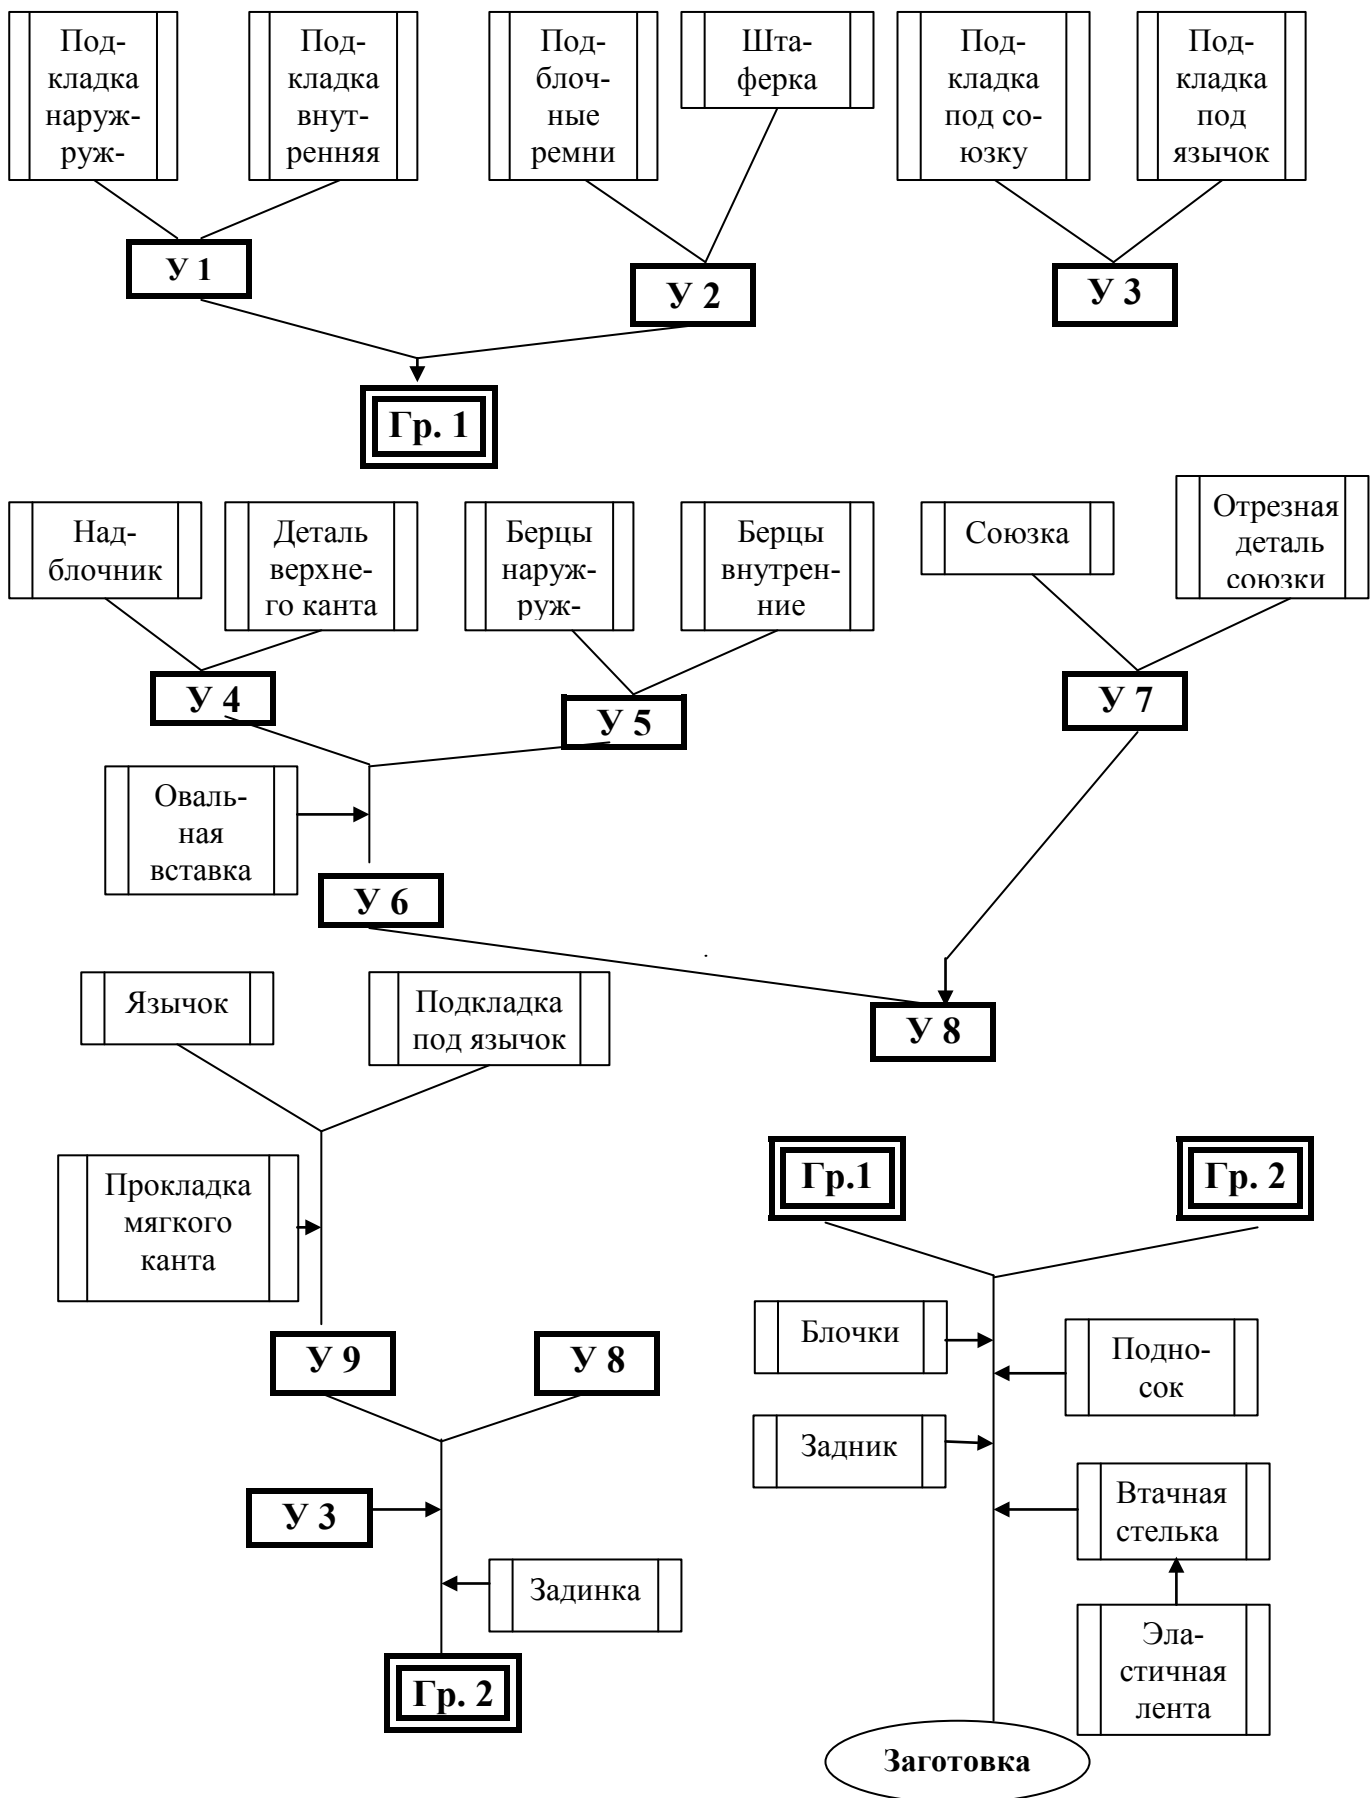 Под-
кладка
наруж-
руж-
Под-
кладка
внут-
ренняя
Под-
блоч-
ные
ремни
Шта-
ферка
Под-
кладка
под со-
юзку
Под-
кладка
под
язычок
У 1
У 2
У 3
Гр. 1
Над-
блочник
Деталь
верхне-
го канта
Берцы
наруж-
руж-
Берцы
внутрен-
ние
Союзка
Отрезная
деталь
союзки
У 4
У 5
У 7
Оваль-
ная
вставка
У 6
Язычок
Подкладка
под язычок
У 8
Прокладка
мягкого
канта
Гр.1
Гр. 2
Блочки
Подно-
сок
У 9
У 8
Задник
Втачная
стелька
У 3
Задинка
Эла-
стичная
лента
Гр. 2
Заготовка